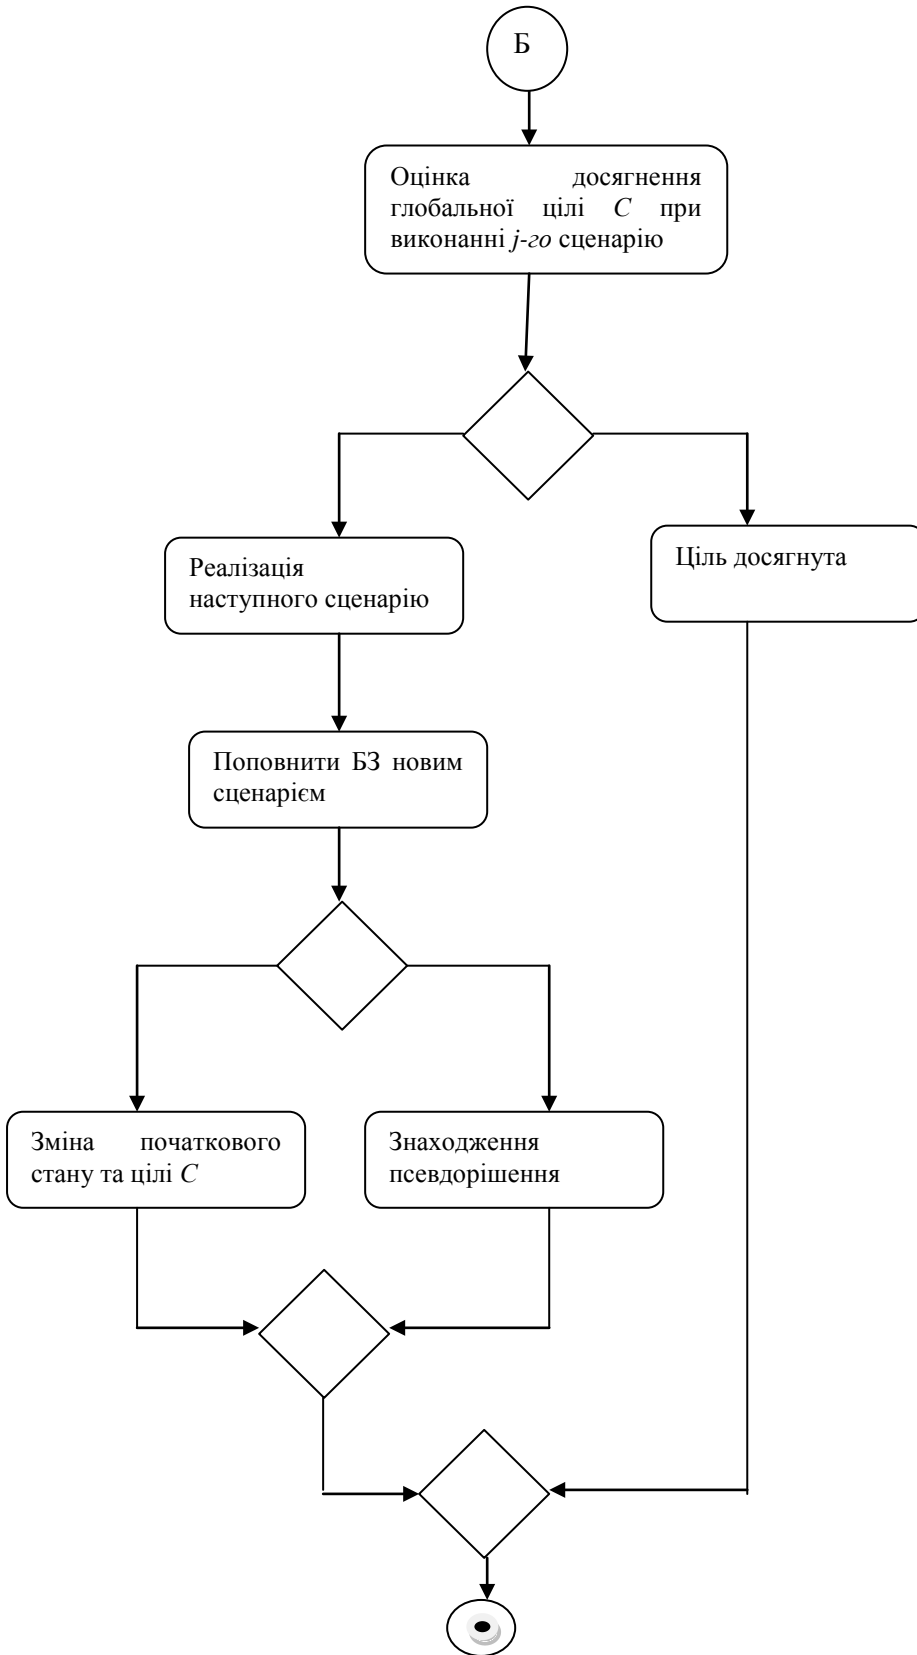 Б
Оцінка досягнення
глобальної цілі C при
виконанні j-го сценарію
Реалізація
наступного сценарію
Ціль досягнута
Поповнити БЗ новим
сценарієм
Зміна початкового
стану та цілі C
Знаходження
псевдорішення